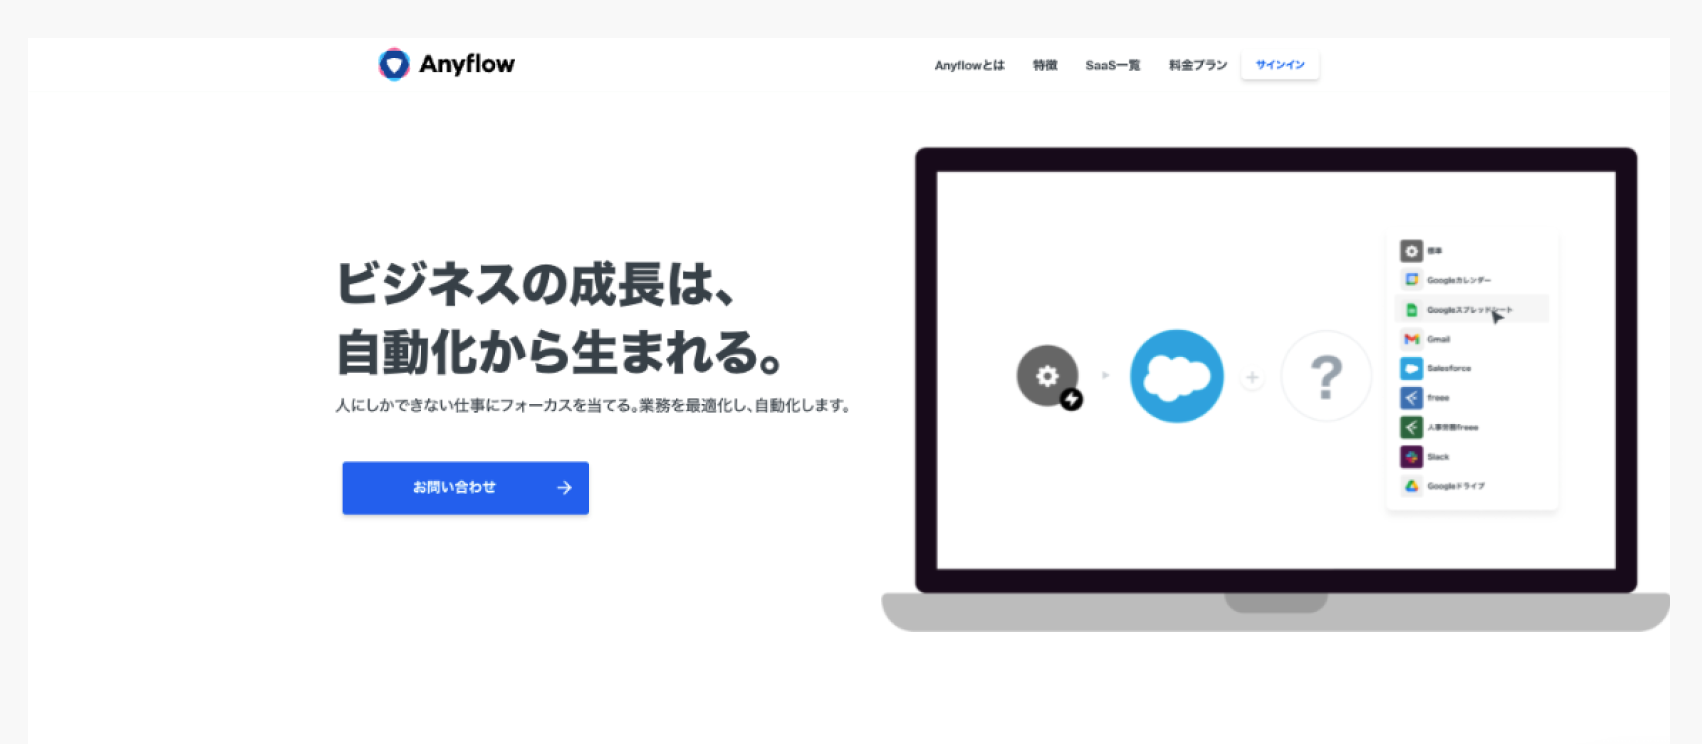 Anyflow
Anyflowとは
特徴
SaaS一覧
料金プラン
サインイン
ビジネスの成長は、
自動化から生まれる。
人にしかできない仕事にフォーカスを当てる。業務を最適化し、自動化します。
お問い合わせ
標準
Googleカレンダー
Googleスプレッドシート
Gmail
Salesforce
freee
人事労務freee
Slack
Googleドライブ